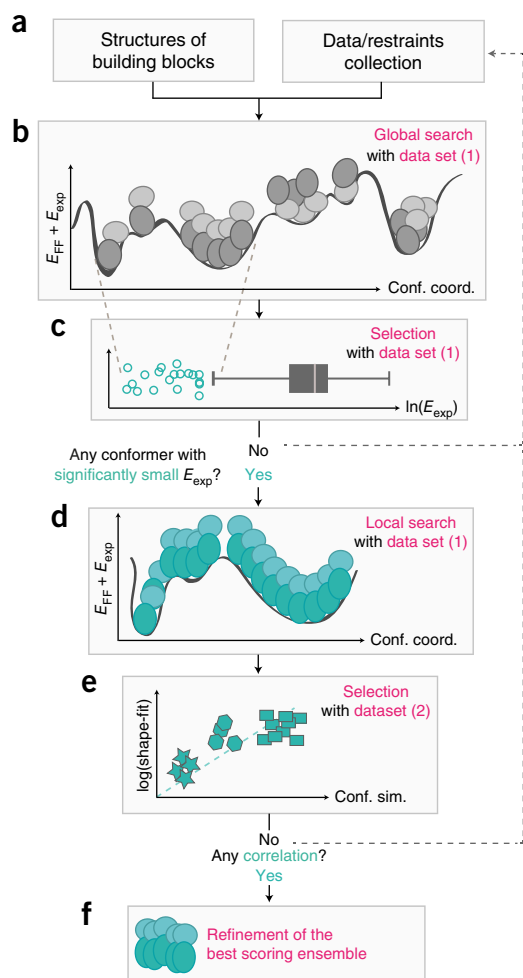 a
Structures of
building blocks
Data/restraints
collection
b
Global search
with data set (1)
E_FF + E_exp
Conf. coord.
c
Selection
with data set (1)
ln(E_exp)
Any conformer with
significantly small E_exp?
No
Yes
d
Local search
with data set (1)
E_FF + E_exp
Conf. coord.
e
Selection
with dataset (2)
log(shape-fit)
Conf. sim.
No
Any correlation?
Yes
f
Refinement of the
best scoring ensemble